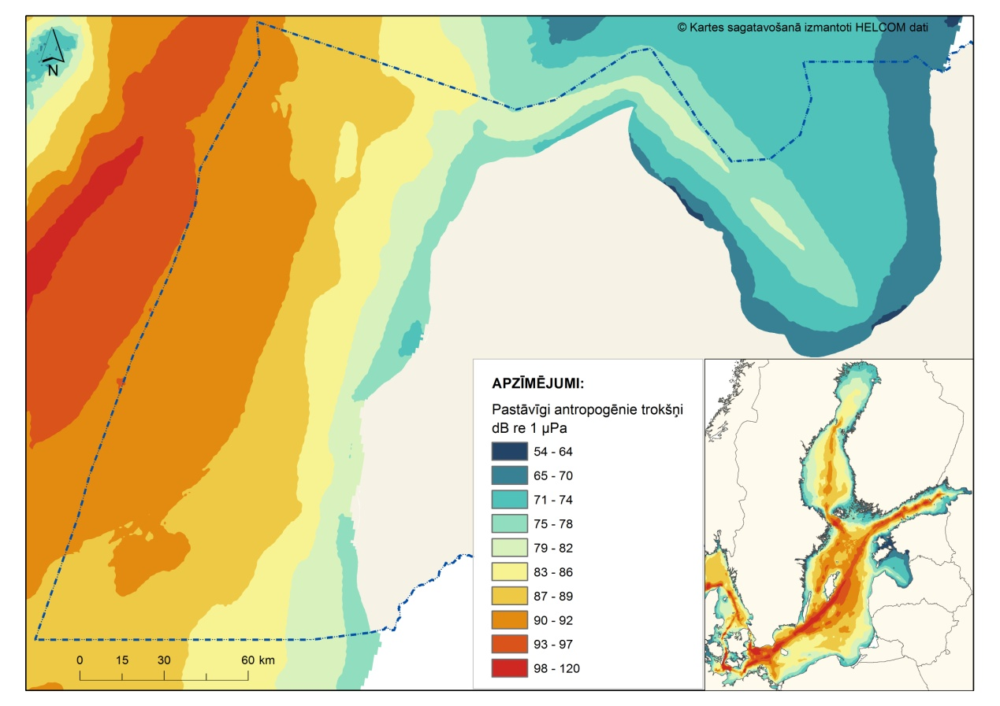 © Kartes sagatavošanā izmantoti HELCOM dati
N
APZĪMĒJUMI:
Pastāvīgi antropogēnie trokšņi
dB re 1 µPa
54 - 64
65 - 70
71 - 74
75 - 78
79 - 82
83 - 86
87 - 89
90 - 92
93 - 97
98 - 120
0 15 30 60 km